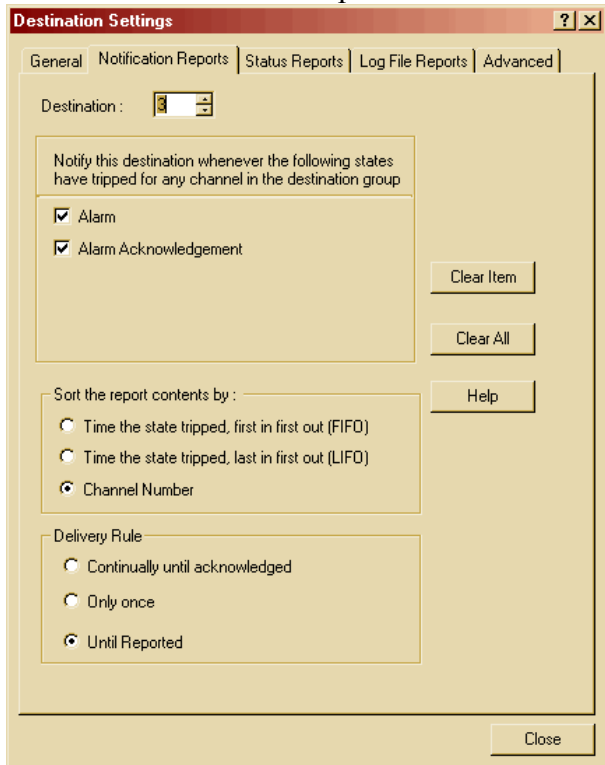 Destination Settings
? ×
General Notification Reports Status Reports Log File Reports Advanced
Destination : 3
Notify this destination whenever the following states
have tripped for any channel in the destination group
Alarm
Alarm Acknowledgement
Clear Item
Clear All
Help
Sort the report contents by :
Time the state tripped, first in first out (FIFO)
Time the state tripped, last in first out (LIFO)
Channel Number
Delivery Rule
Continually until acknowledged
Only once
Until Reported
Close